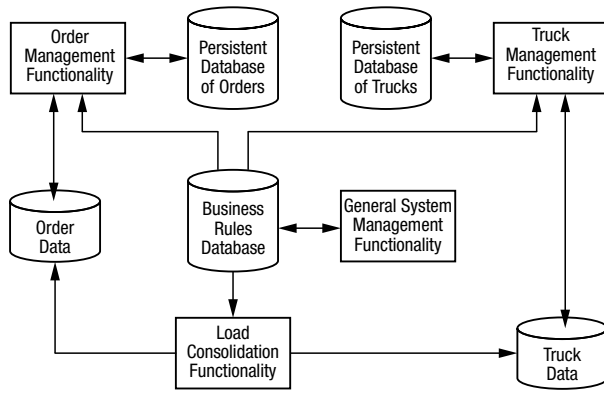 Order
Management
Functionality
Persistent
Database
of Orders
Persistent
Database
of Trucks
Truck
Management
Functionality
Order
Data
Business
Rules
Database
General System
Management
Functionality
Load
Consolidation
Functionality
Truck
Data